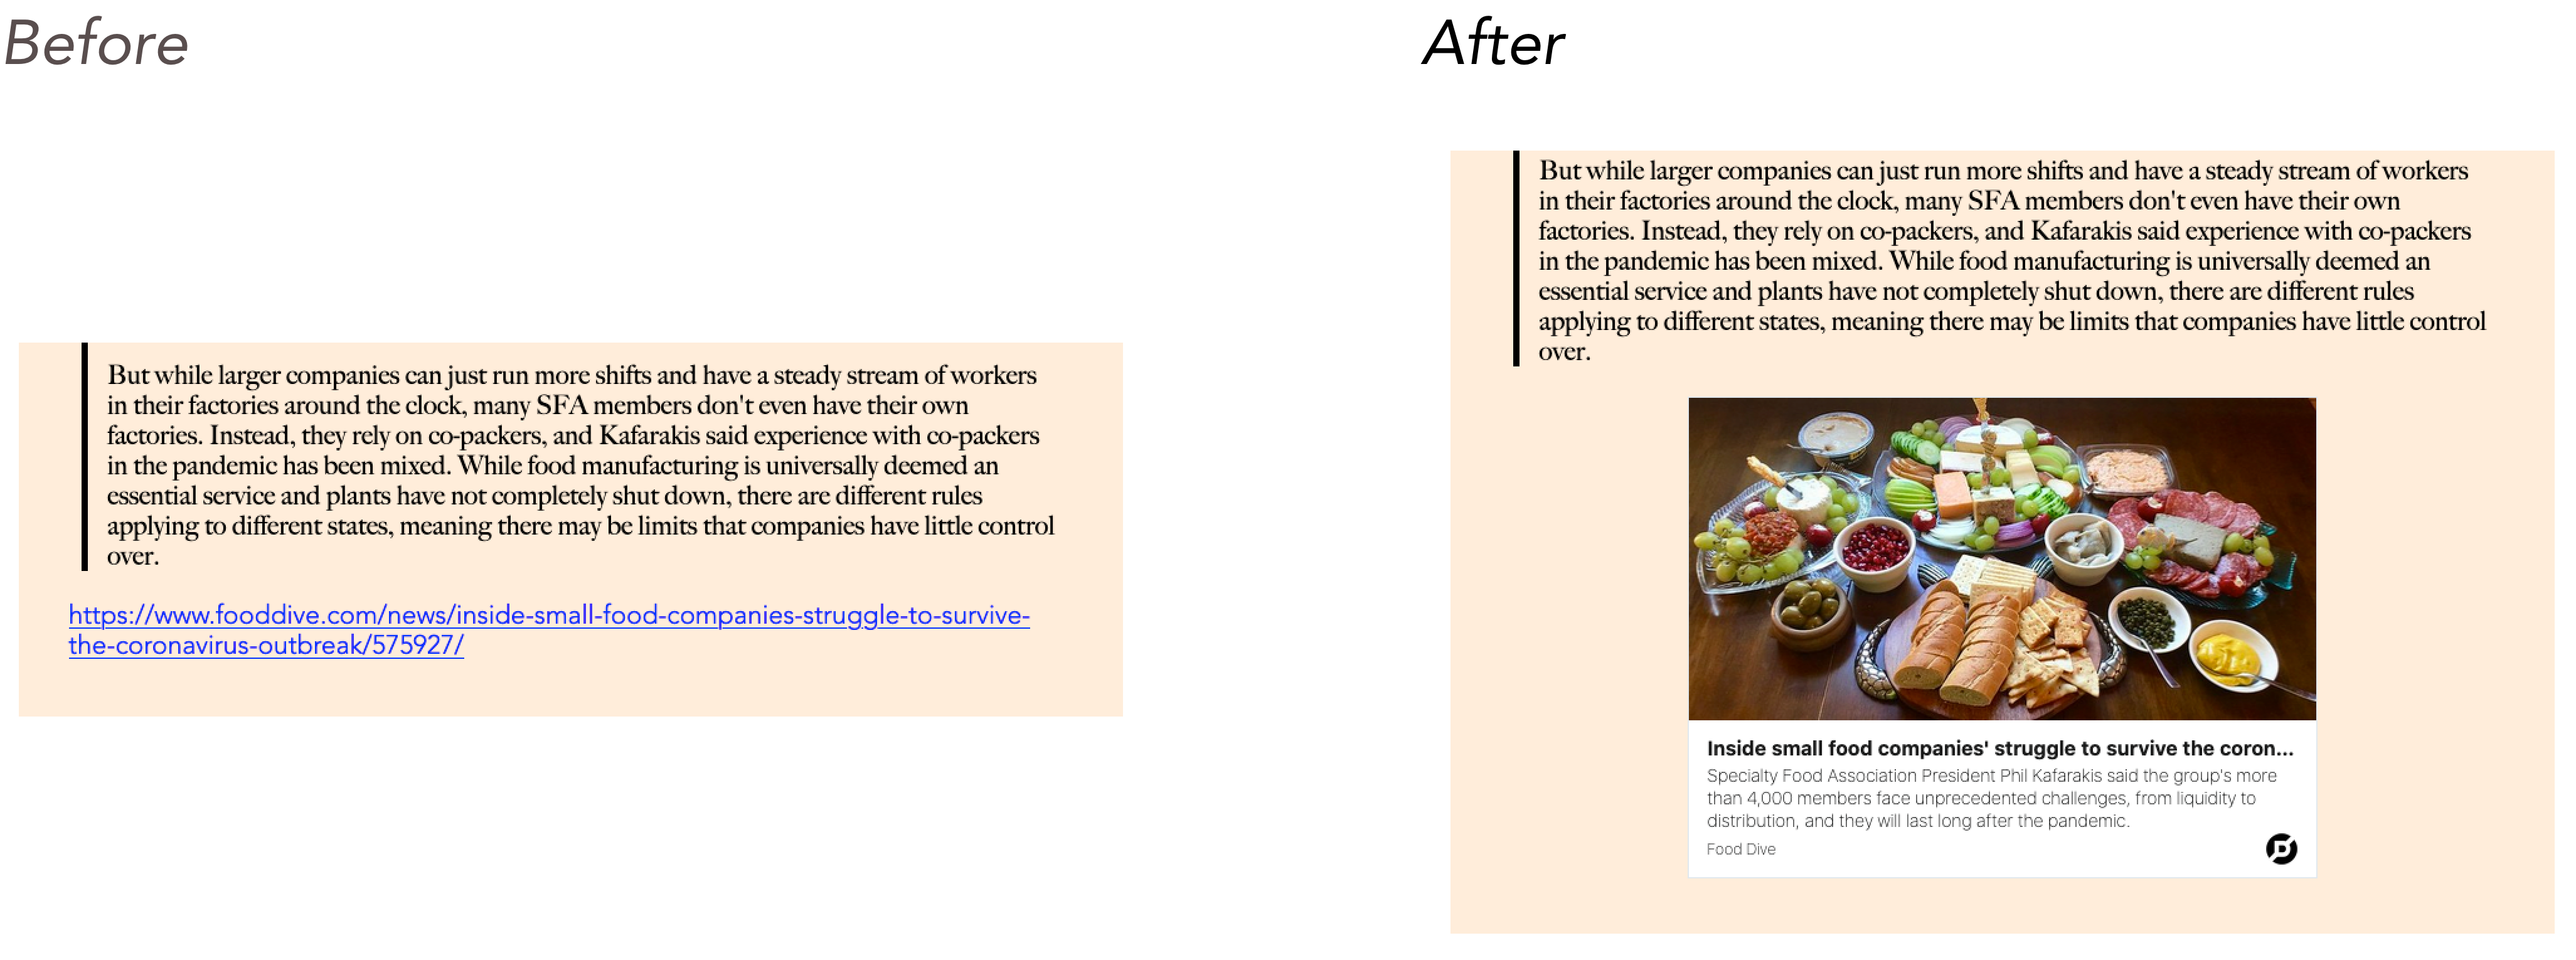 Before
After
But while larger companies can just run more shifts and have a steady stream of workers
in their factories around the clock, many SFA members don't even have their own
factories. Instead, they rely on co-packers, and Kafarakis said experience with co-packers
in the pandemic has been mixed. While food manufacturing is universally deemed an
essential service and plants have not completely shut down, there are different rules
applying to different states, meaning there may be limits that companies have little control
over.
https://www.fooddive.com/news/inside-small-food-companies-struggle-to-survive-
the-coronavirus-outbreak/575927/
But while larger companies can just run more shifts and have a steady stream of workers
in their factories around the clock, many SFA members don't even have their own
factories. Instead, they rely on co-packers, and Kafarakis said experience with co-packers
in the pandemic has been mixed. While food manufacturing is universally deemed an
essential service and plants have not completely shut down, there are different rules
applying to different states, meaning there may be limits that companies have little control
over.
Inside small food companies' struggle to survive the coron...
Specialty Food Association President Phil Kafarakis said the group's more
than 4,000 members face unprecedented challenges, from liquidity to
distribution, and they will last long after the pandemic.
Food Dive